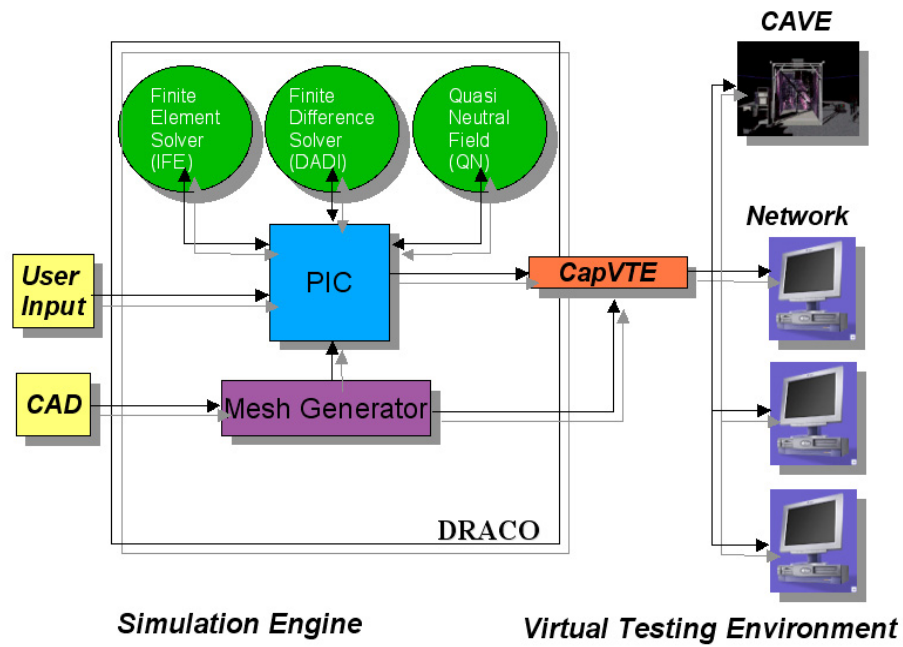 CAVE
Finite
Element
Solver
(IFE)
Finite
Difference
Solver
(DADI)
Quasi
Neutral
Field
(QN)
Network
User
Input
PIC
CapVTE
CAD
Mesh Generator
DRACO
Simulation Engine
Virtual Testing Environment